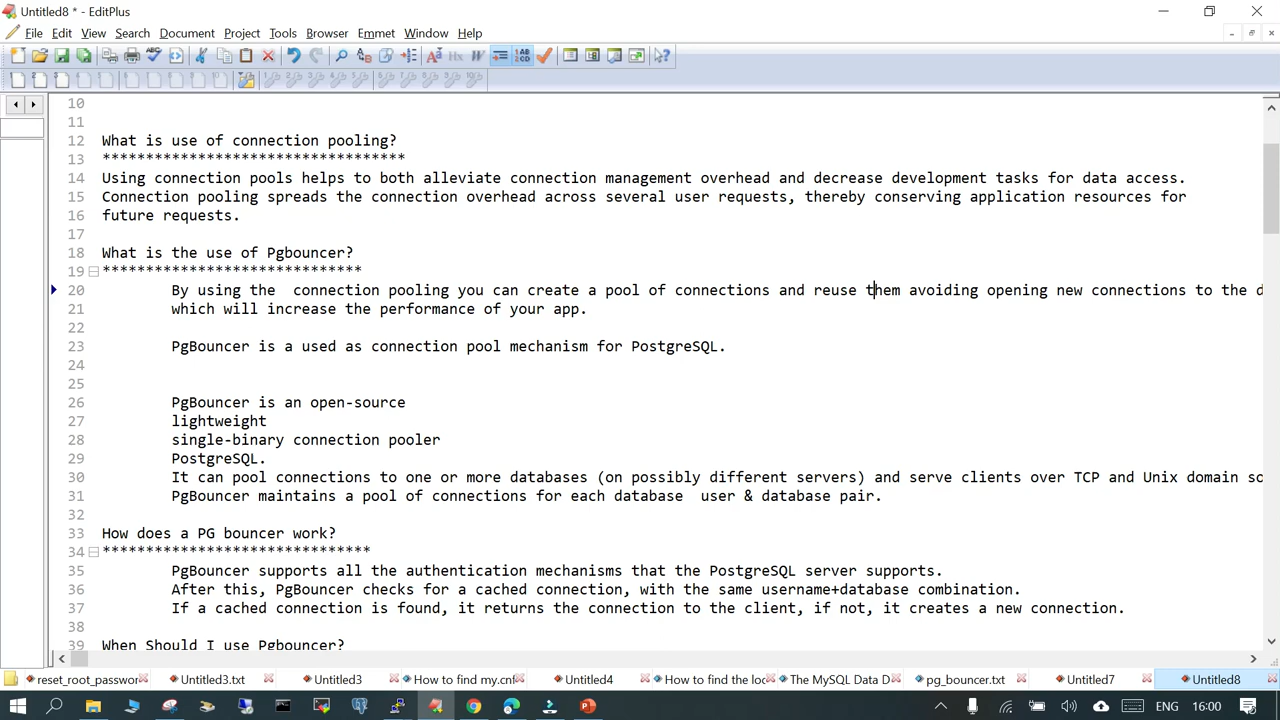 Untitled8 * - EditPlus
File Edit View Search Document Project Tools Browser Emmet Window Help
10
11
12 What is use of connection pooling?
13 ***********************************
14 Using connection pools helps to both alleviate connection management overhead and decrease development tasks for data access.
15 Connection pooling spreads the connection overhead across several user requests, thereby conserving application resources for
16 future requests.
17
18 What is the use of Pgbouncer?
19 ******************************
20 By using the  connection pooling you can create a pool of connections and reuse them avoiding opening new connections to the d
21 which will increase the performance of your app.
22
23 PgBouncer is a used as connection pool mechanism for PostgreSQL.
24
25
26 PgBouncer is an open-source
27 lightweight
28 single-binary connection pooler
29 PostgreSQL.
30 It can pool connections to one or more databases (on possibly different servers) and serve clients over TCP and Unix domain so
31 PgBouncer maintains a pool of connections for each database  user & database pair.
32
33 How does a PG bouncer work?
34 *******************************
35 PgBouncer supports all the authentication mechanisms that the PostgreSQL server supports.
36 After this, PgBouncer checks for a cached connection, with the same username+database combination.
37 If a cached connection is found, it returns the connection to the client, if not, it creates a new connection.
38
39 When Should I use Pgbouncer?
reset_root_passwor Untitled3.txt Untitled3 How to find my.cnf Untitled4 How to find the loc The MySQL Data D pg_bouncer.txt Untitled7 Untitled8
ENG 16:00